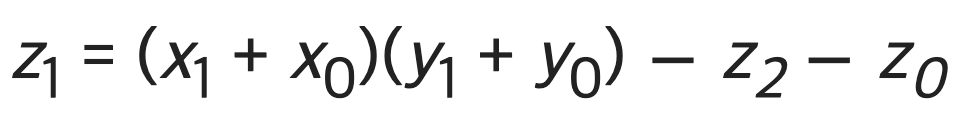 z₁ = (x₁ + x₀)(y₁ + y₀) − z₂ − z₀